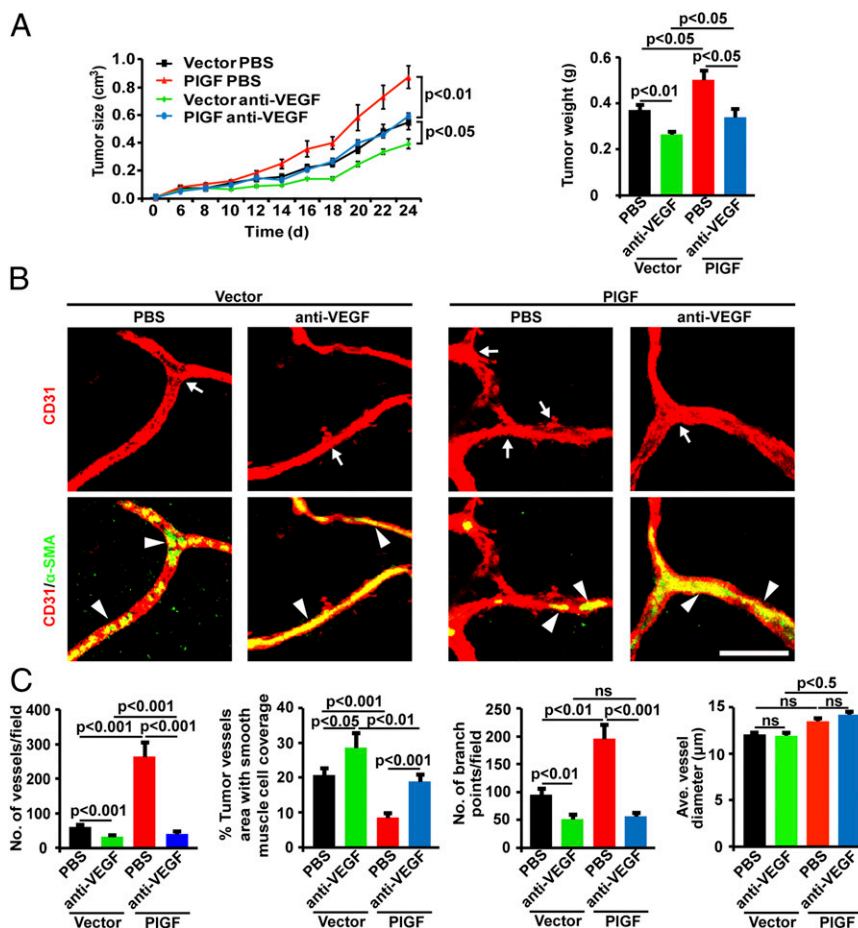 A
Tumor size (cm³)
1.0
0.8
0.6
0.4
0.2
0.0
Vector PBS
PlGF PBS
Vector anti-VEGF
PlGF anti-VEGF
p<0.01
p<0.05
0 6 8 10 12 14 16 18 20 22 24
Time (d)
Tumor weight (g)
0.6
0.4
0.2
0
p<0.05
p<0.05
p<0.01
p<0.05
PBS
anti-VEGF
PBS
anti-VEGF
Vector
PlGF
B
Vector
PlGF
PBS
anti-VEGF
PBS
anti-VEGF
CD31
CD31/α-SMA
C
No. of vessels/field
500
400
300
200
100
0
p<0.001
p<0.001
p<0.001
p<0.001
PBS
anti-VEGF
PBS
anti-VEGF
Vector
PlGF
% Tumor vessels
area with smooth
muscle cell coverage
40
30
20
10
0
p<0.001
p<0.05
p<0.01
p<0.001
PBS
anti-VEGF
PBS
anti-VEGF
Vector
PlGF
No. of branch
points/field
250
200
150
100
50
0
ns
p<0.01
p<0.001
p<0.01
PBS
anti-VEGF
PBS
anti-VEGF
Vector
PlGF
Ave. vessel
diameter (µm)
20
15
10
5
0
p<0.5
ns
ns
ns
PBS
anti-VEGF
PBS
anti-VEGF
Vector
PlGF